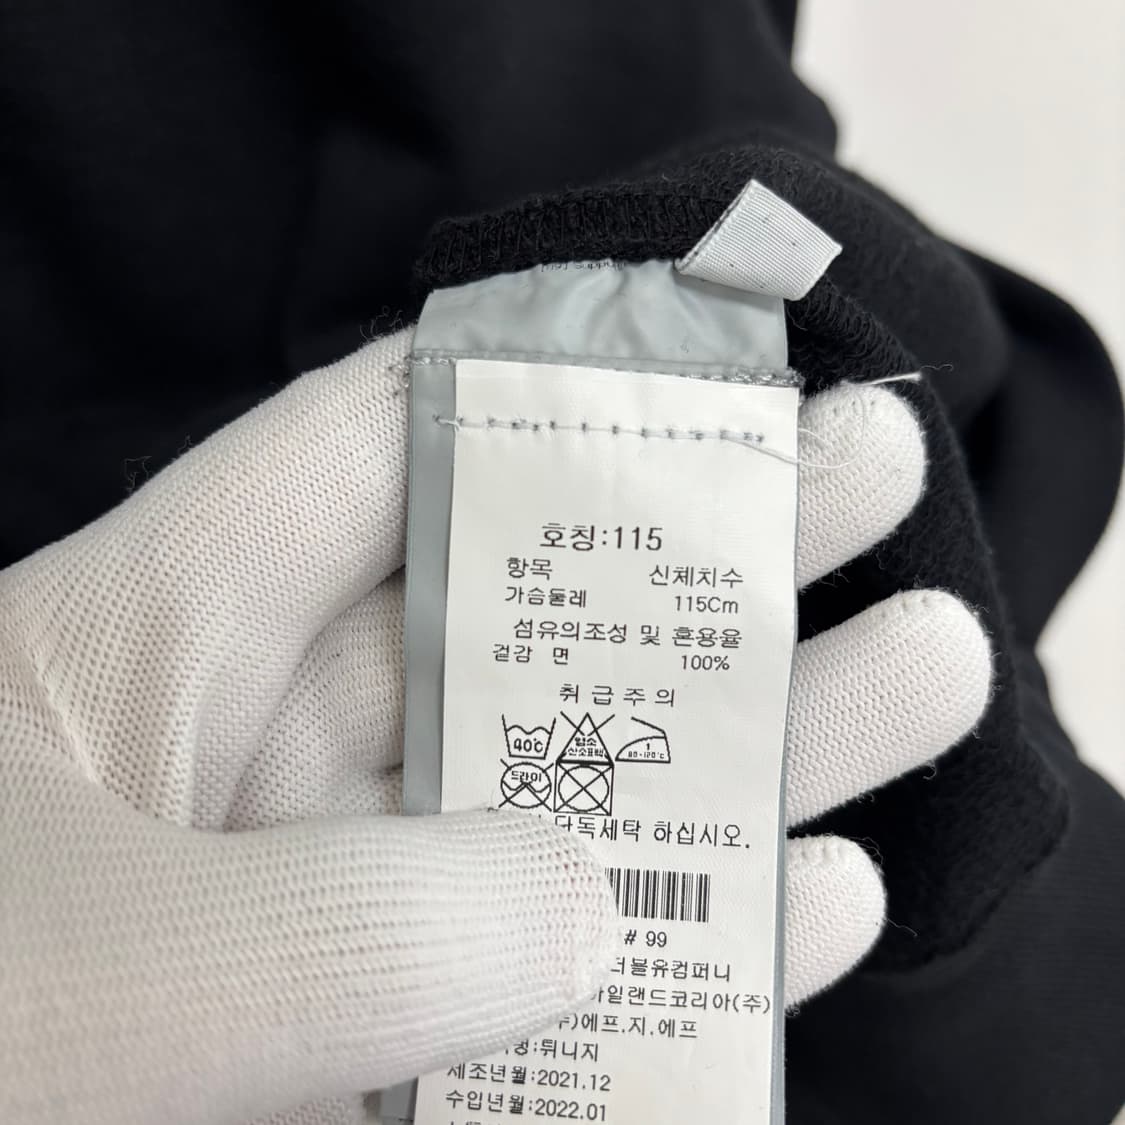 호칭:115
항목 신체치수
가슴둘레 115Cm
섬유의조성 및 혼용율
겉감 면 100%
취급주의
40℃ 염소 산소표백 1 80-120℃
드라이
단독세탁 하십시오.
# 99
더블유컴퍼니
아일랜드코리아(주)
에프.지.에프
:튀니지
제조년월:2021.12
수입년월:2022.01